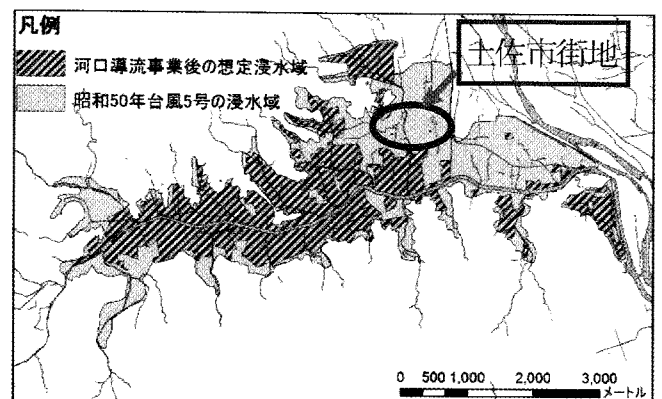 凡例
河口導流事業後の想定浸水域
昭和50年台風5号の浸水域
土佐市街地
0 500 1,000 2,000 3,000
メートル